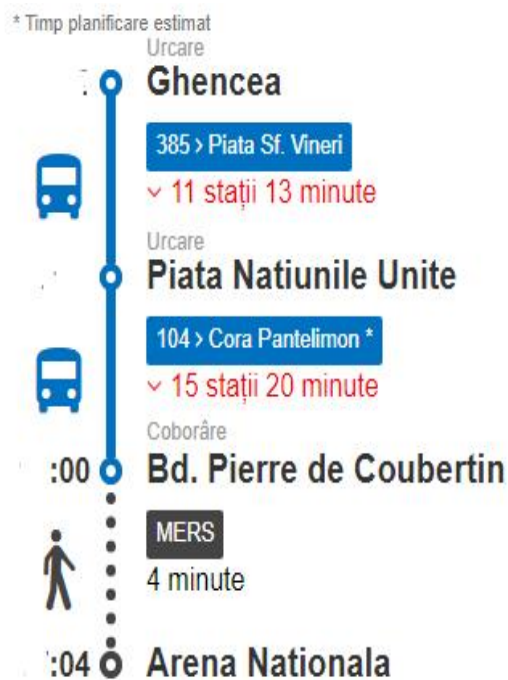 * Timp planificare estimat
Urcare
Ghencea
385 > Piata Sf. Vineri
11 stații 13 minute
Urcare
Piata Natiunile Unite
104 > Cora Pantelimon *
15 stații 20 minute
Coborâre
:00 Bd. Pierre de Coubertin
MERS
4 minute
:04 Arena Nationala